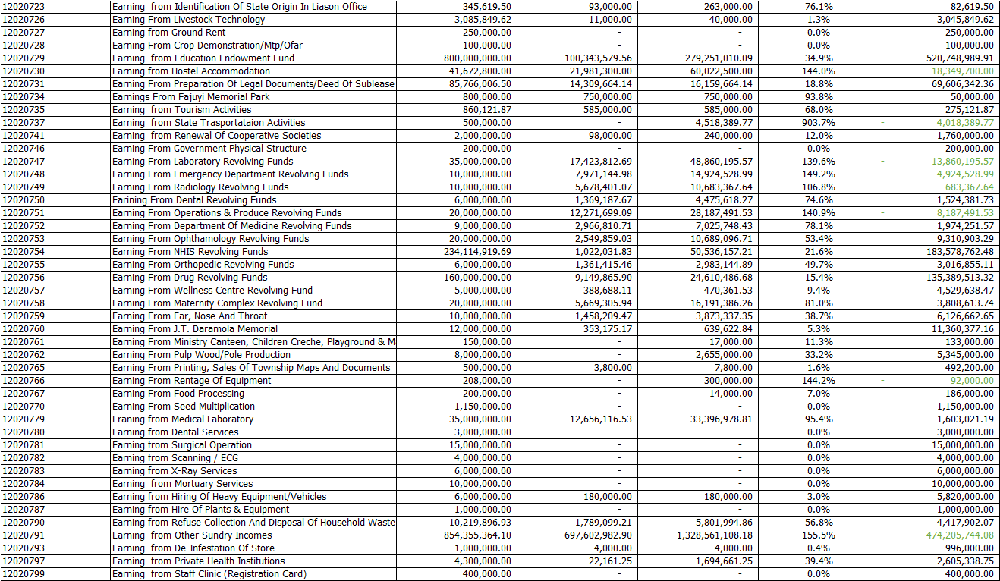 12020723 Earning  from Identification Of State Origin In Liason Office 345,619.50 93,000.00 263,000.00 76.1% 82,619.50
12020726 Earning from Livestock Technology 3,085,849.62 11,000.00 40,000.00 1.3% 3,045,849.62
12020727 Earning from Ground Rent 250,000.00 - - 0.0% 250,000.00
12020728 Earning From Crop Demonstration/Mtp/Ofar 100,000.00 - - 0.0% 100,000.00
12020729 Earning  from Education Endowment Fund 800,000,000.00 100,343,579.56 279,251,010.09 34.9% 520,748,989.91
12020730 Earning from Hostel Accommodation 41,672,800.00 21,981,300.00 60,022,500.00 144.0% - 18,349,700.00
12020731 Earning From Preparation Of Legal Documents/Deed Of Sublease 85,766,006.50 14,309,664.14 16,159,664.14 18.8% 69,606,342.36
12020734 Earnings From Fajuyi Memorial Park 800,000.00 750,000.00 750,000.00 93.8% 50,000.00
12020735 Earning  from Tourism Activities 860,121.87 585,000.00 585,000.00 68.0% 275,121.87
12020737 Earning  from State Trasportataion Activities 500,000.00 - 4,518,389.77 903.7% - 4,018,389.77
12020741 Earning  from Renewal Of Cooperative Societies 2,000,000.00 98,000.00 240,000.00 12.0% 1,760,000.00
12020746 Earning From Government Physical Structure 200,000.00 - - 0.0% 200,000.00
12020747 Earning From Laboratory Revolving Funds 35,000,000.00 17,423,812.69 48,860,195.57 139.6% - 13,860,195.57
12020748 Earning From Emergency Department Revolving Funds 10,000,000.00 7,971,144.98 14,924,528.99 149.2% - 4,924,528.99
12020749 Earning From Radiology Revolving Funds 10,000,000.00 5,678,401.07 10,683,367.64 106.8% - 683,367.64
12020750 Earining From Dental Revolving Funds 6,000,000.00 1,369,187.67 4,475,618.27 74.6% 1,524,381.73
12020751 Earning From Operations & Produce Revolving Funds 20,000,000.00 12,271,699.09 28,187,491.53 140.9% - 8,187,491.53
12020752 Earning From Department Of Medicine Revolving Funds 9,000,000.00 2,966,810.71 7,025,748.43 78.1% 1,974,251.57
12020753 Earning From Ophthamology Revolving Funds 20,000,000.00 2,549,859.03 10,689,096.71 53.4% 9,310,903.29
12020754 Earning From NHIS Revolving Funds 234,114,919.69 1,022,031.83 50,536,157.21 21.6% 183,578,762.48
12020755 Earning From Orthopedic Revolving Funds 6,000,000.00 1,361,415.46 2,983,144.89 49.7% 3,016,855.11
12020756 Earning From Drug Revolving Funds 160,000,000.00 9,149,865.90 24,610,486.68 15.4% 135,389,513.32
12020757 Earning From Wellness Centre Revolving Fund 5,000,000.00 388,688.11 470,361.53 9.4% 4,529,638.47
12020758 Earning From Maternity Complex Revolving Fund 20,000,000.00 5,669,305.94 16,191,386.26 81.0% 3,808,613.74
12020759 Earning From Ear, Nose And Throat 10,000,000.00 1,458,209.47 3,873,337.35 38.7% 6,126,662.65
12020760 Earning From J.T. Daramola Memorial 12,000,000.00 353,175.17 639,622.84 5.3% 11,360,377.16
12020761 Earning From Ministry Canteen, Children Creche, Playground & M 150,000.00 - 17,000.00 11.3% 133,000.00
12020762 Earning From Pulp Wood/Pole Production 8,000,000.00 - 2,655,000.00 33.2% 5,345,000.00
12020765 Earning From Printing, Sales Of Township Maps And Documents 500,000.00 3,800.00 7,800.00 1.6% 492,200.00
12020766 Earning From Rentage Of Equipment 208,000.00 - 300,000.00 144.2% - 92,000.00
12020767 Earning From Food Processing 200,000.00 - 14,000.00 7.0% 186,000.00
12020770 Earning From Seed Multiplication 1,150,000.00 - - 0.0% 1,150,000.00
12020779 Eraning from Medical Laboratory 35,000,000.00 12,656,116.53 33,396,978.81 95.4% 1,603,021.19
12020780 Earning from Dental Services 3,000,000.00 - - 0.0% 3,000,000.00
12020781 Earning from Surgical Operation 15,000,000.00 - - 0.0% 15,000,000.00
12020782 Earning from Scanning / ECG 4,000,000.00 - - 0.0% 4,000,000.00
12020783 Earning from X-Ray Services 6,000,000.00 - - 0.0% 6,000,000.00
12020784 Earning  from Mortuary Services 10,000,000.00 - - 0.0% 10,000,000.00
12020786 Earning from Hiring Of Heavy Equipment/Vehicles 6,000,000.00 180,000.00 180,000.00 3.0% 5,820,000.00
12020787 Earning from Hire Of Plants & Equipment 1,000,000.00 - - 0.0% 1,000,000.00
12020790 Earning from Refuse Collection And Disposal Of Household Waste 10,219,896.93 1,789,099.21 5,801,994.86 56.8% 4,417,902.07
12020791 Earning  from Other Sundry Incomes 854,355,364.10 697,602,982.90 1,328,561,108.18 155.5% - 474,205,744.08
12020793 Earning  from De-Infestation Of Store 1,000,000.00 4,000.00 4,000.00 0.4% 996,000.00
12020797 Earning  from Private Health Institutions 4,300,000.00 22,161.25 1,694,661.25 39.4% 2,605,338.75
12020799 Earning  from Staff Clinic (Registration Card) 400,000.00 - - 0.0% 400,000.00